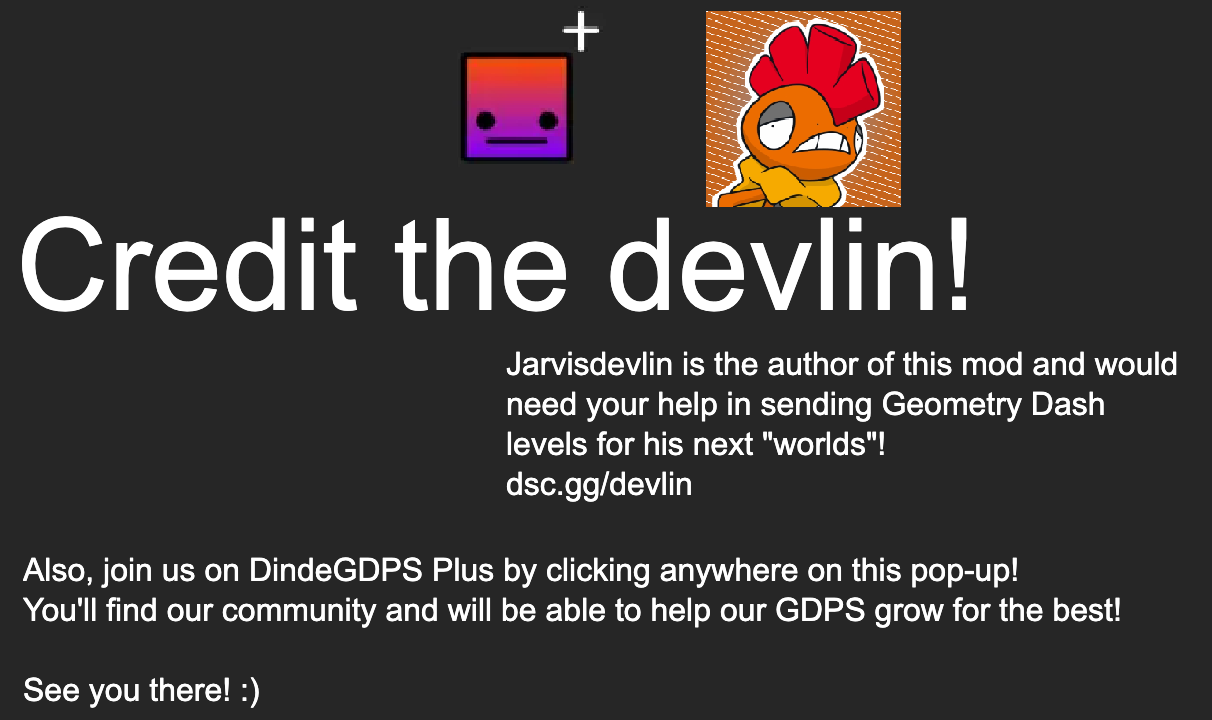 Credit the devlin!
Jarvisdevlin is the author of this mod and would
need your help in sending Geometry Dash
levels for his next "worlds"!
dsc.gg/devlin
Also, join us on DindeGDPS Plus by clicking anywhere on this pop-up!
You'll find our community and will be able to help our GDPS grow for the best!
See you there! :)